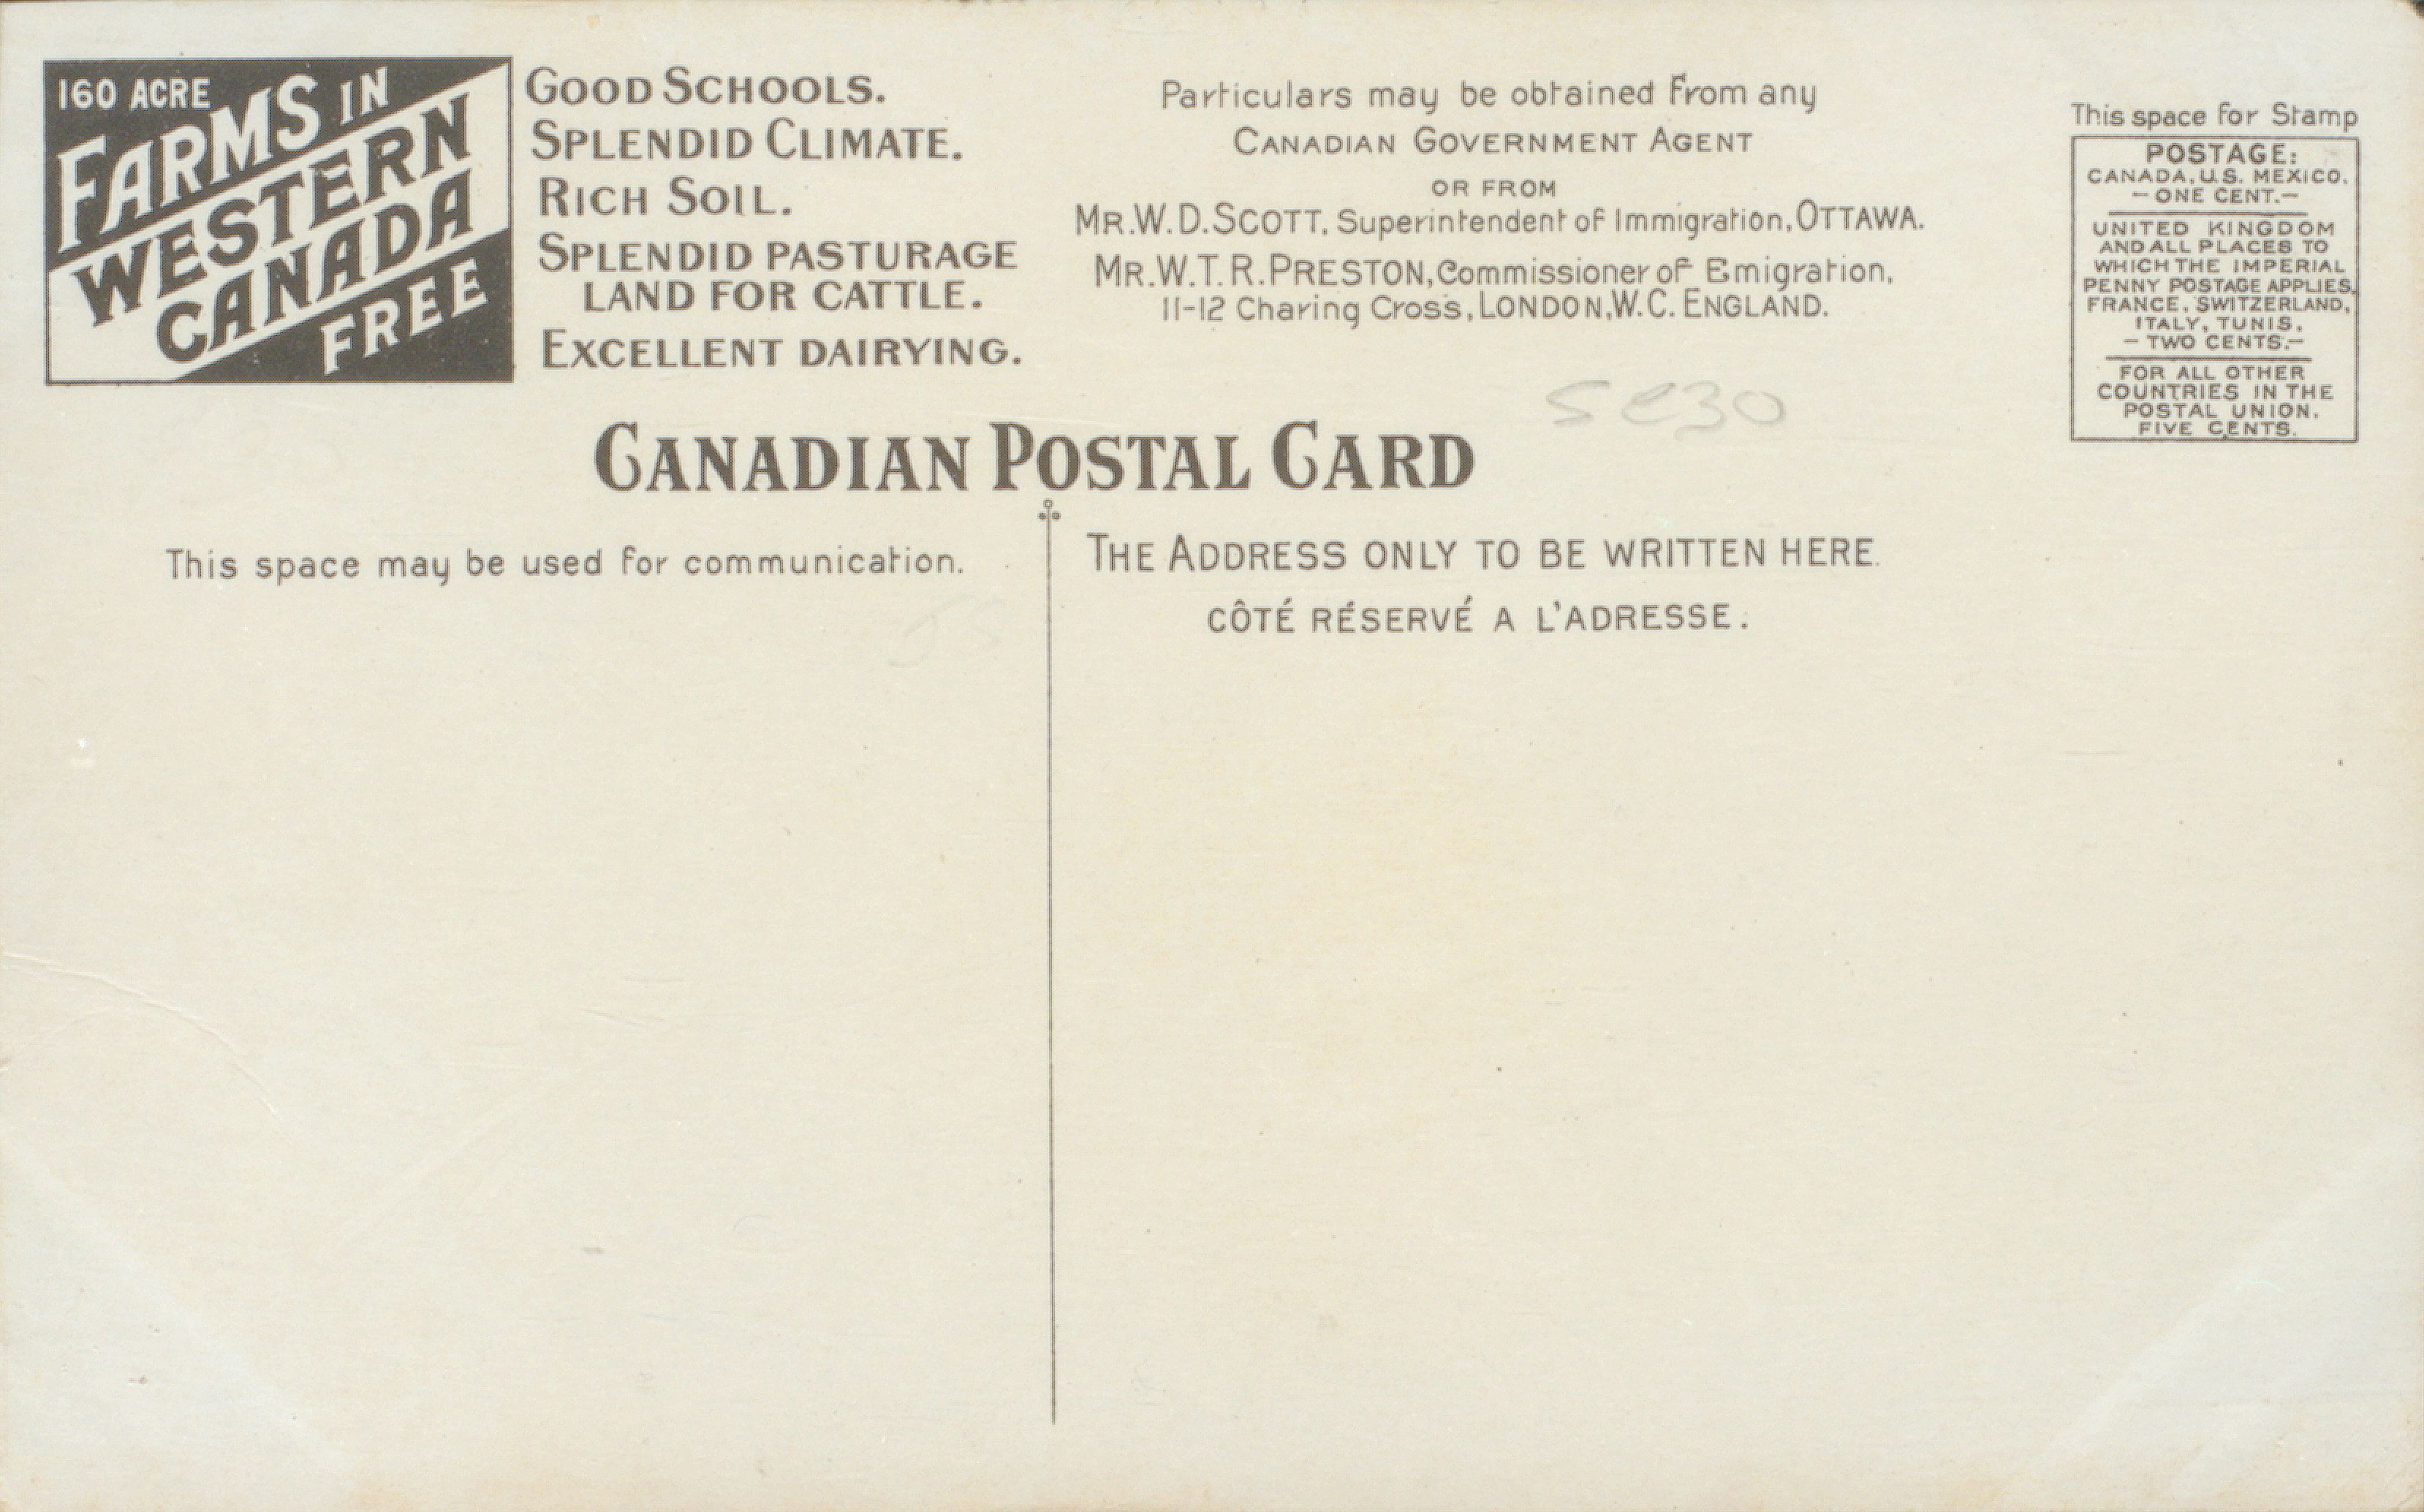 160 ACRE
FARMS IN
WESTERN
CANADA
FREE
GOOD SCHOOLS.
SPLENDID CLIMATE.
RICH SOIL.
SPLENDID PASTURAGE
LAND FOR CATTLE.
EXCELLENT DAIRYING.
Particulars may be obtained from any
CANADIAN GOVERNMENT AGENT
OR FROM
MR. W. D. SCOTT, Superintendent of Immigration, OTTAWA.
MR. W. T. R. PRESTON, Commissioner of Emigration,
11-12 Charing Cross, LONDON, W.C. ENGLAND.
This space for Stamp
POSTAGE:
CANADA, U.S. MEXICO.
— ONE CENT. —
UNITED KINGDOM
AND ALL PLACES TO
WHICH THE IMPERIAL
PENNY POSTAGE APPLIES,
FRANCE, SWITZERLAND,
ITALY, TUNIS.
— TWO CENTS. —
FOR ALL OTHER
COUNTRIES IN THE
POSTAL UNION.
FIVE CENTS.
CANADIAN POSTAL CARD
This space may be used for communication.
THE ADDRESS ONLY TO BE WRITTEN HERE.
CÔTÉ RÉSERVÉ A L'ADRESSE.